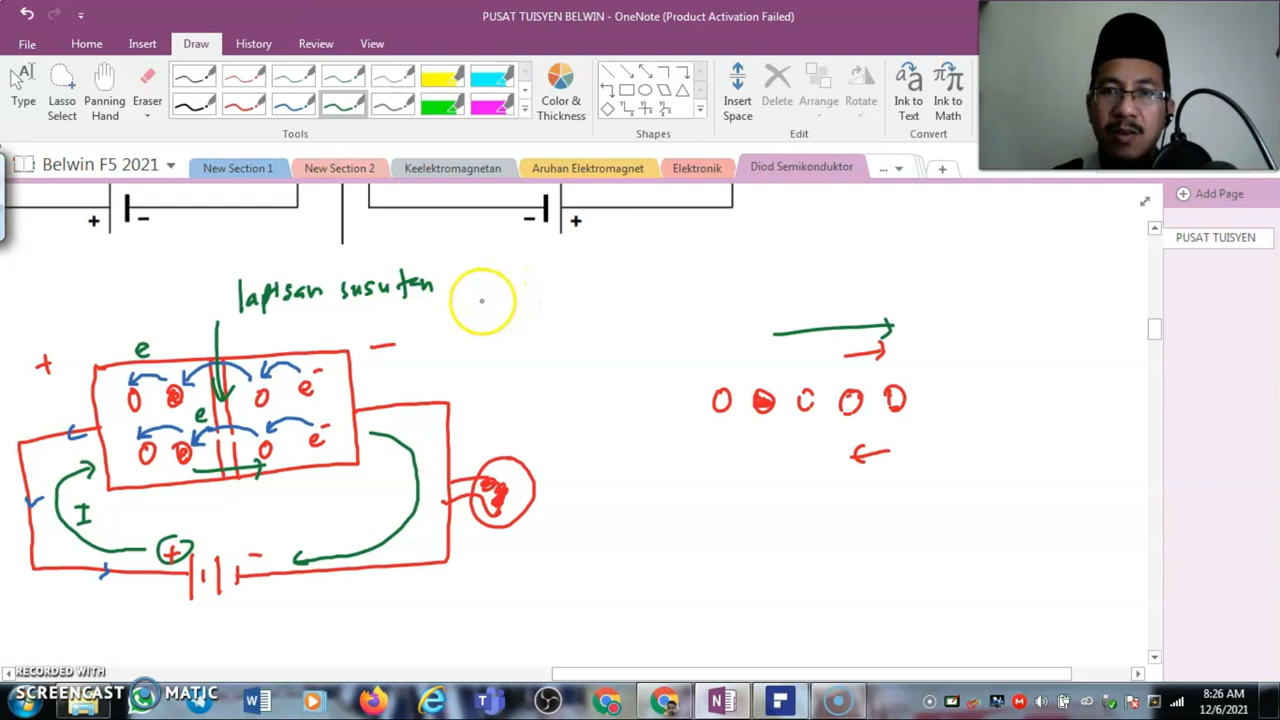 PUSAT TUISYEN BELWIN - OneNote (Product Activation Failed)
File Home Insert Draw History Review View
Type Lasso Select Panning Hand Eraser
Color & Thickness
Insert Space Delete Arrange Rotate Ink to Text Ink to Math
Tools Shapes Edit Convert
Belwin F5 2021 New Section 1 New Section 2 Keelektromagnetan Aruhan Elektromagnet Elektronik Diod Semikonduktor ...
Add Page
PUSAT TUISYEN
+ - - +
lapisan susutan
e
+ -
O O O e-
e
O O O e-
O O O O O
I
+ -
RECORDED WITH
SCREENCAST MATIC
8:26 AM
12/6/2021